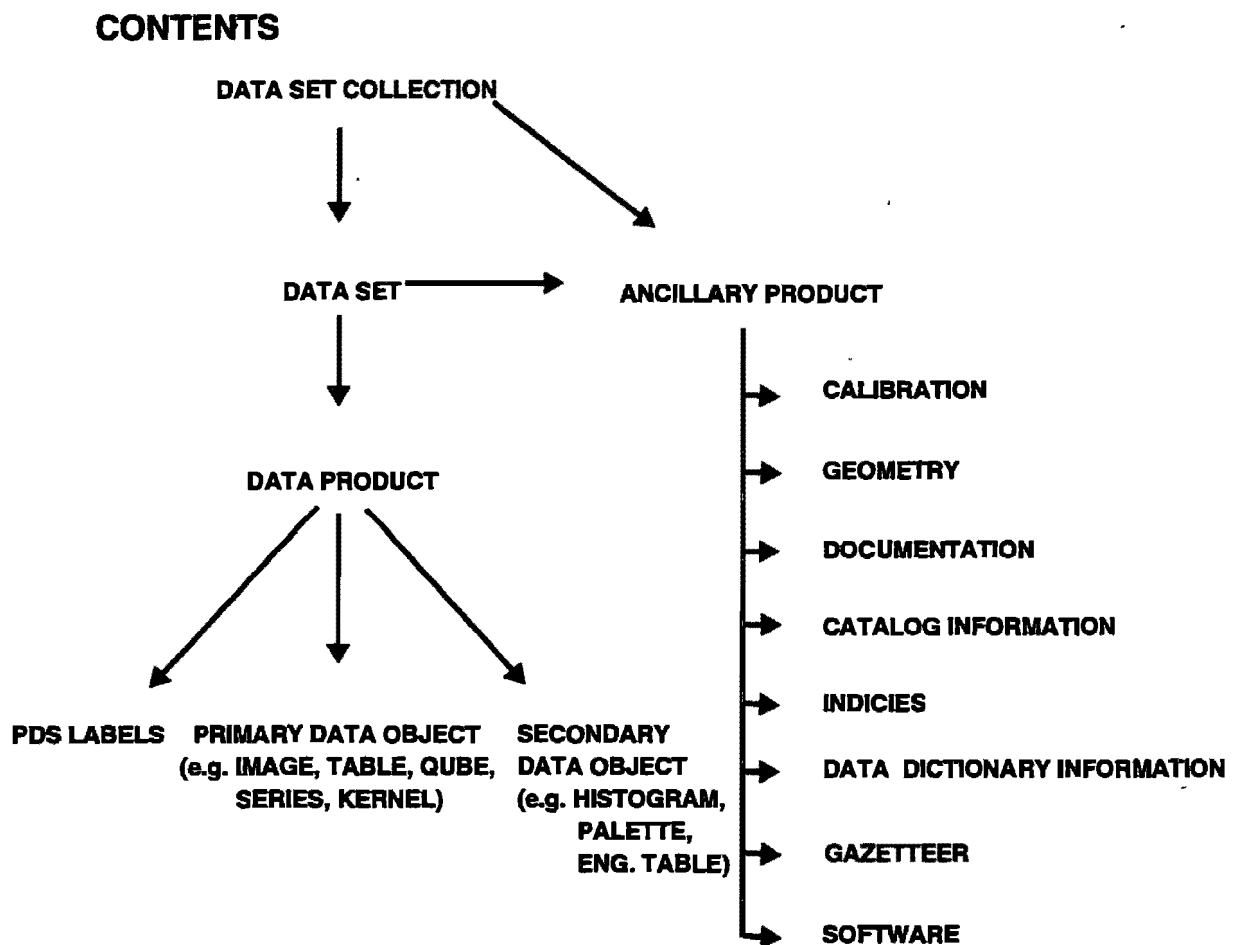 CONTENTS
DATA SET COLLECTION
DATA SET
ANCILLARY PRODUCT
CALIBRATION
GEOMETRY
DATA PRODUCT
DOCUMENTATION
CATALOG INFORMATION
INDICIES
PDS LABELS
PRIMARY DATA OBJECT
(e.g. IMAGE, TABLE, QUBE,
SERIES, KERNEL)
SECONDARY
DATA OBJECT
(e.g. HISTOGRAM,
PALETTE,
ENG. TABLE)
DATA DICTIONARY INFORMATION
GAZETTEER
SOFTWARE